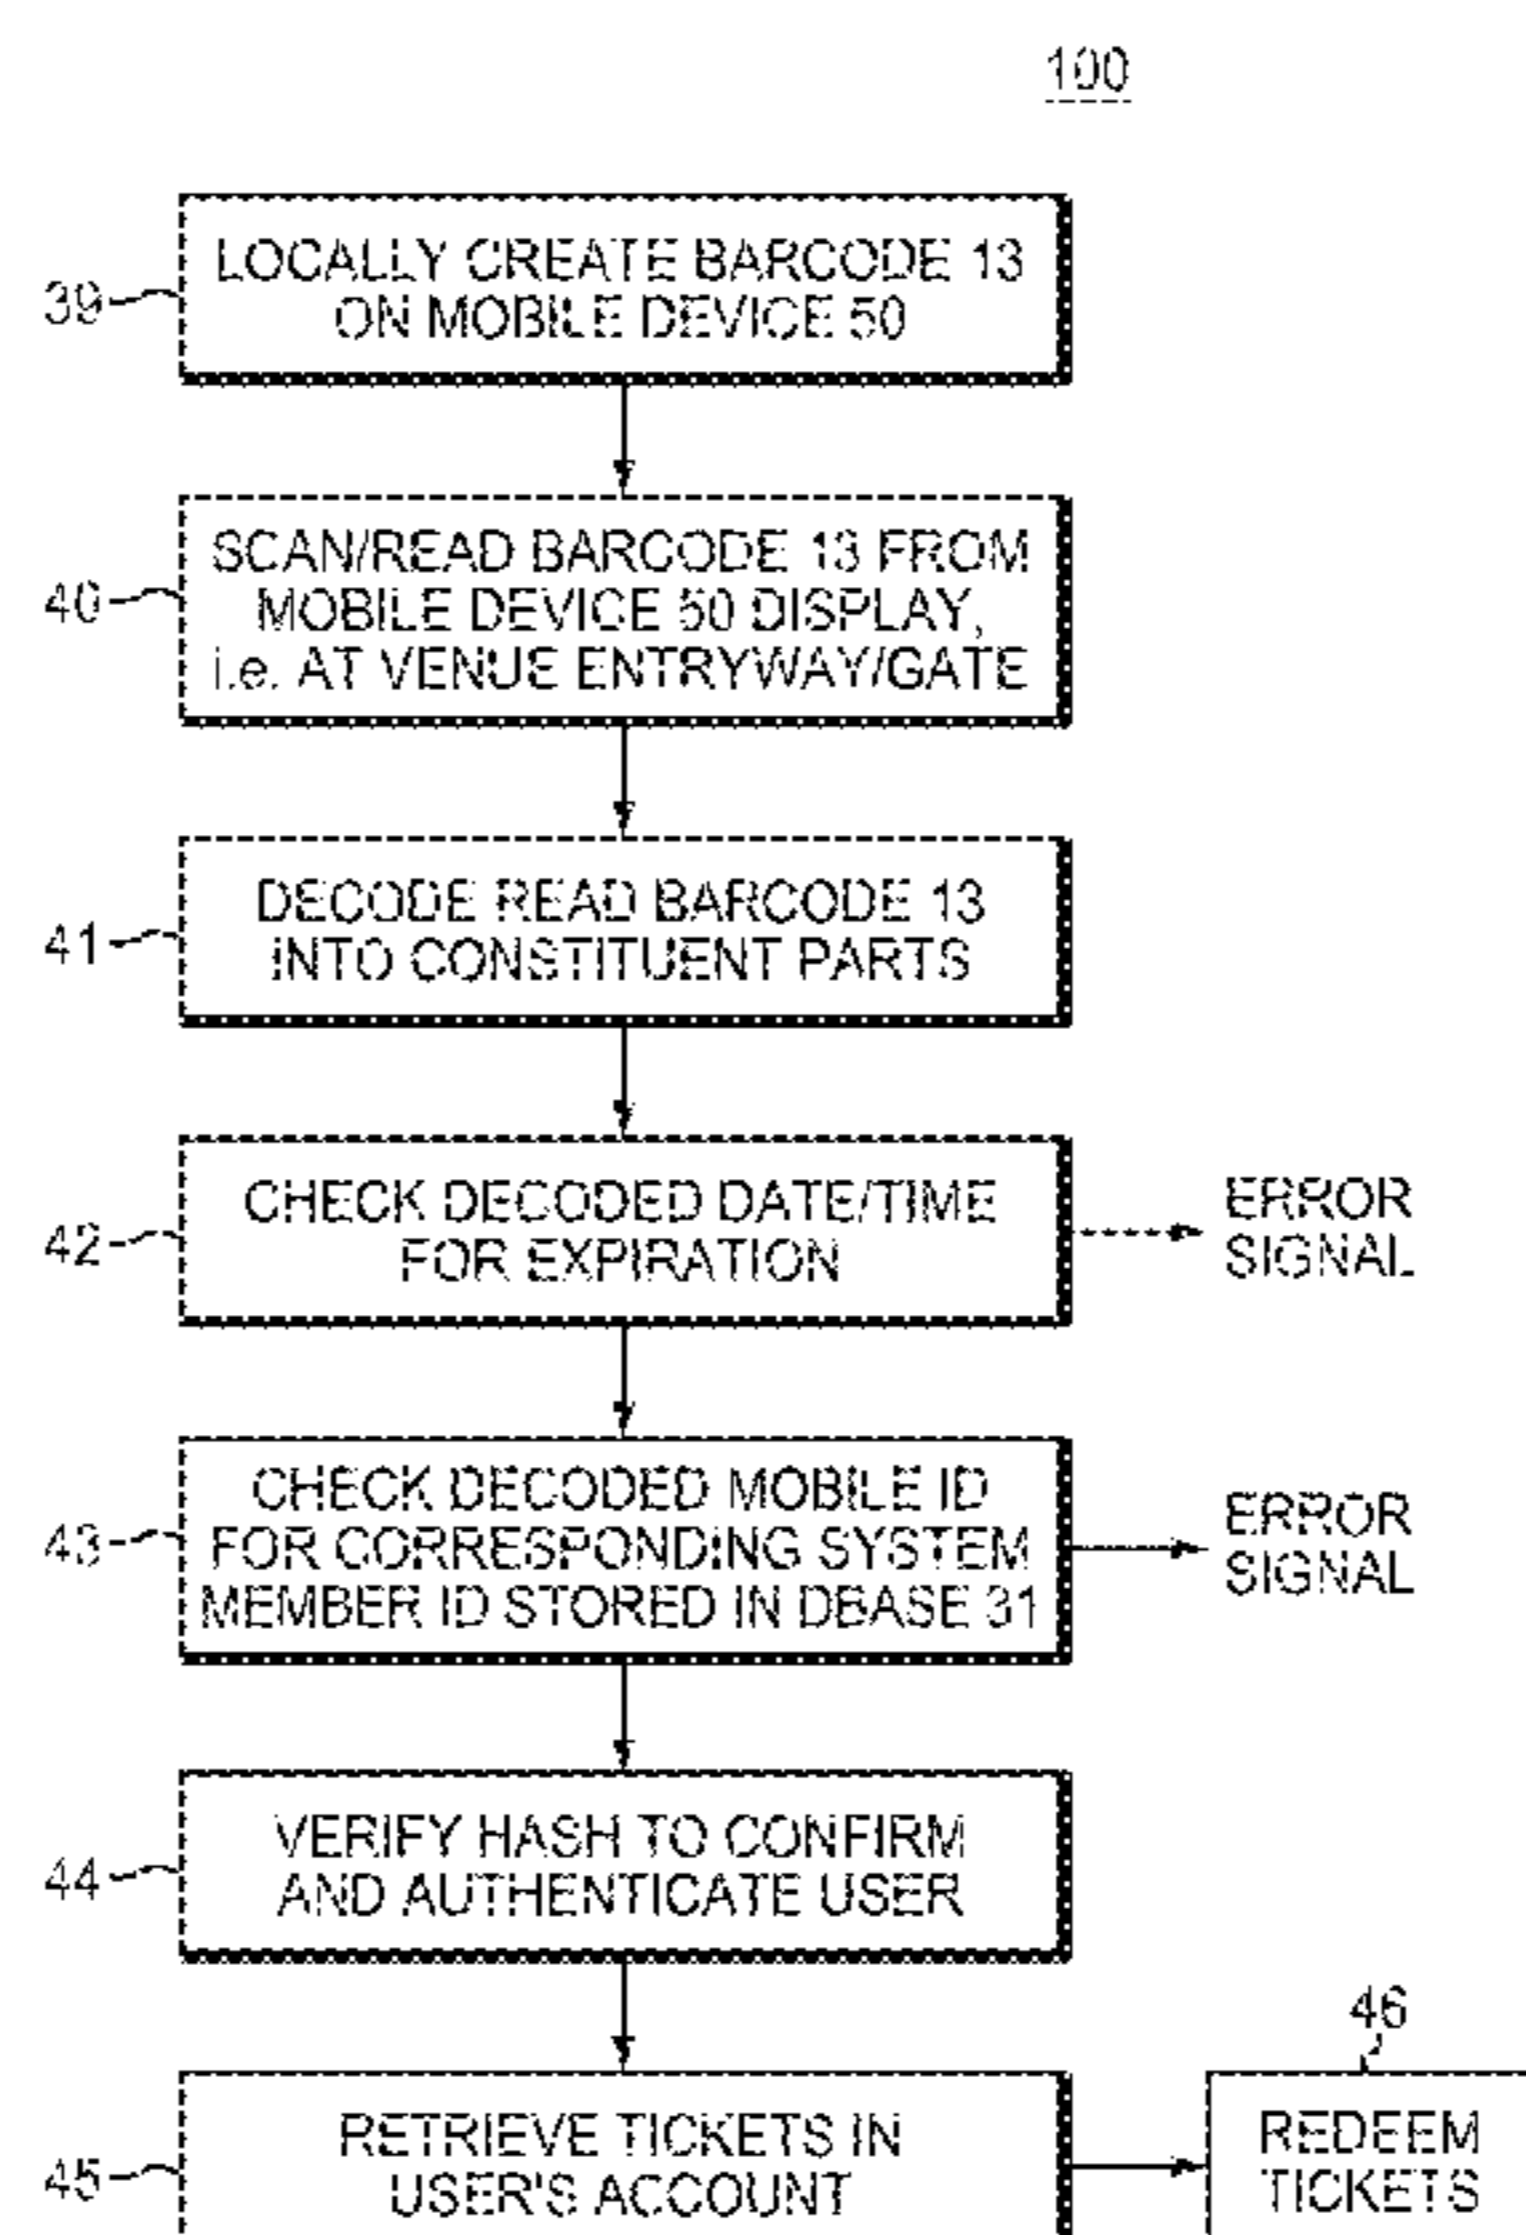 100
39
LOCALLY CREATE BARCODE 13
ON MOBILE DEVICE 50
40
SCAN/READ BARCODE 13 FROM
MOBILE DEVICE 50 DISPLAY,
i.e. AT VENUE ENTRYWAY/GATE
41
DECODE READ BARCODE 13
INTO CONSTITUENT PARTS
42
CHECK DECODED DATE/TIME
FOR EXPIRATION
ERROR
SIGNAL
43
CHECK DECODED MOBILE ID
FOR CORRESPONDING SYSTEM
MEMBER ID STORED IN DBASE 31
ERROR
SIGNAL
44
VERIFY HASH TO CONFIRM
AND AUTHENTICATE USER
45
RETRIEVE TICKETS IN
USER'S ACCOUNT
46
REDEEM
TICKETS